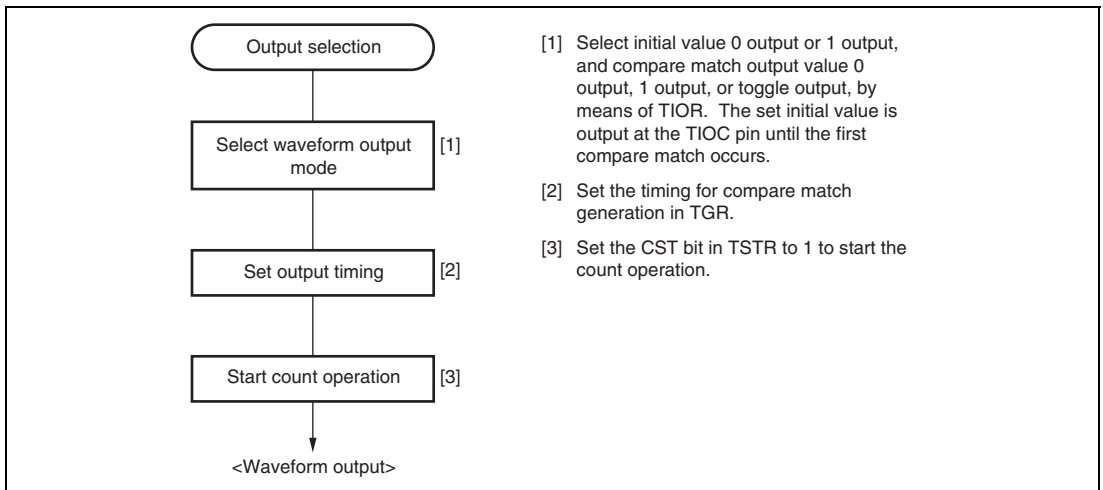 Output selection
Select waveform output
mode
[1]
Set output timing
[2]
Start count operation
[3]
<Waveform output>
[1] Select initial value 0 output or 1 output,
and compare match output value 0
output, 1 output, or toggle output, by
means of TIOR. The set initial value is
output at the TIOC pin until the first
compare match occurs.
[2] Set the timing for compare match
generation in TGR.
[3] Set the CST bit in TSTR to 1 to start the
count operation.